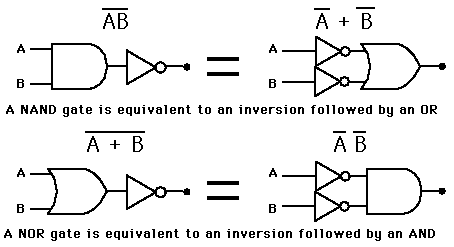 A̅B̅ A̅ + B̅
A A
B B
A NAND gate is equivalent to an inversion followed by an OR
A̅ ̅+̅ ̅B̅ A̅ B̅
A A
B B
A NOR gate is equivalent to an inversion followed by an AND